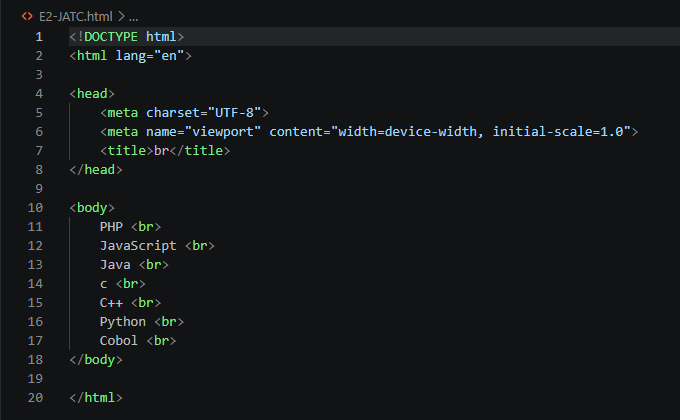 E2-JATC.html > ...
1 <!DOCTYPE html>
2 <html lang="en">
3
4 <head>
5     <meta charset="UTF-8">
6     <meta name="viewport" content="width=device-width, initial-scale=1.0">
7     <title>br</title>
8 </head>
9
10 <body>
11     PHP <br>
12     JavaScript <br>
13     Java <br>
14     c <br>
15     C++ <br>
16     Python <br>
17     Cobol <br>
18 </body>
19
20 </html>